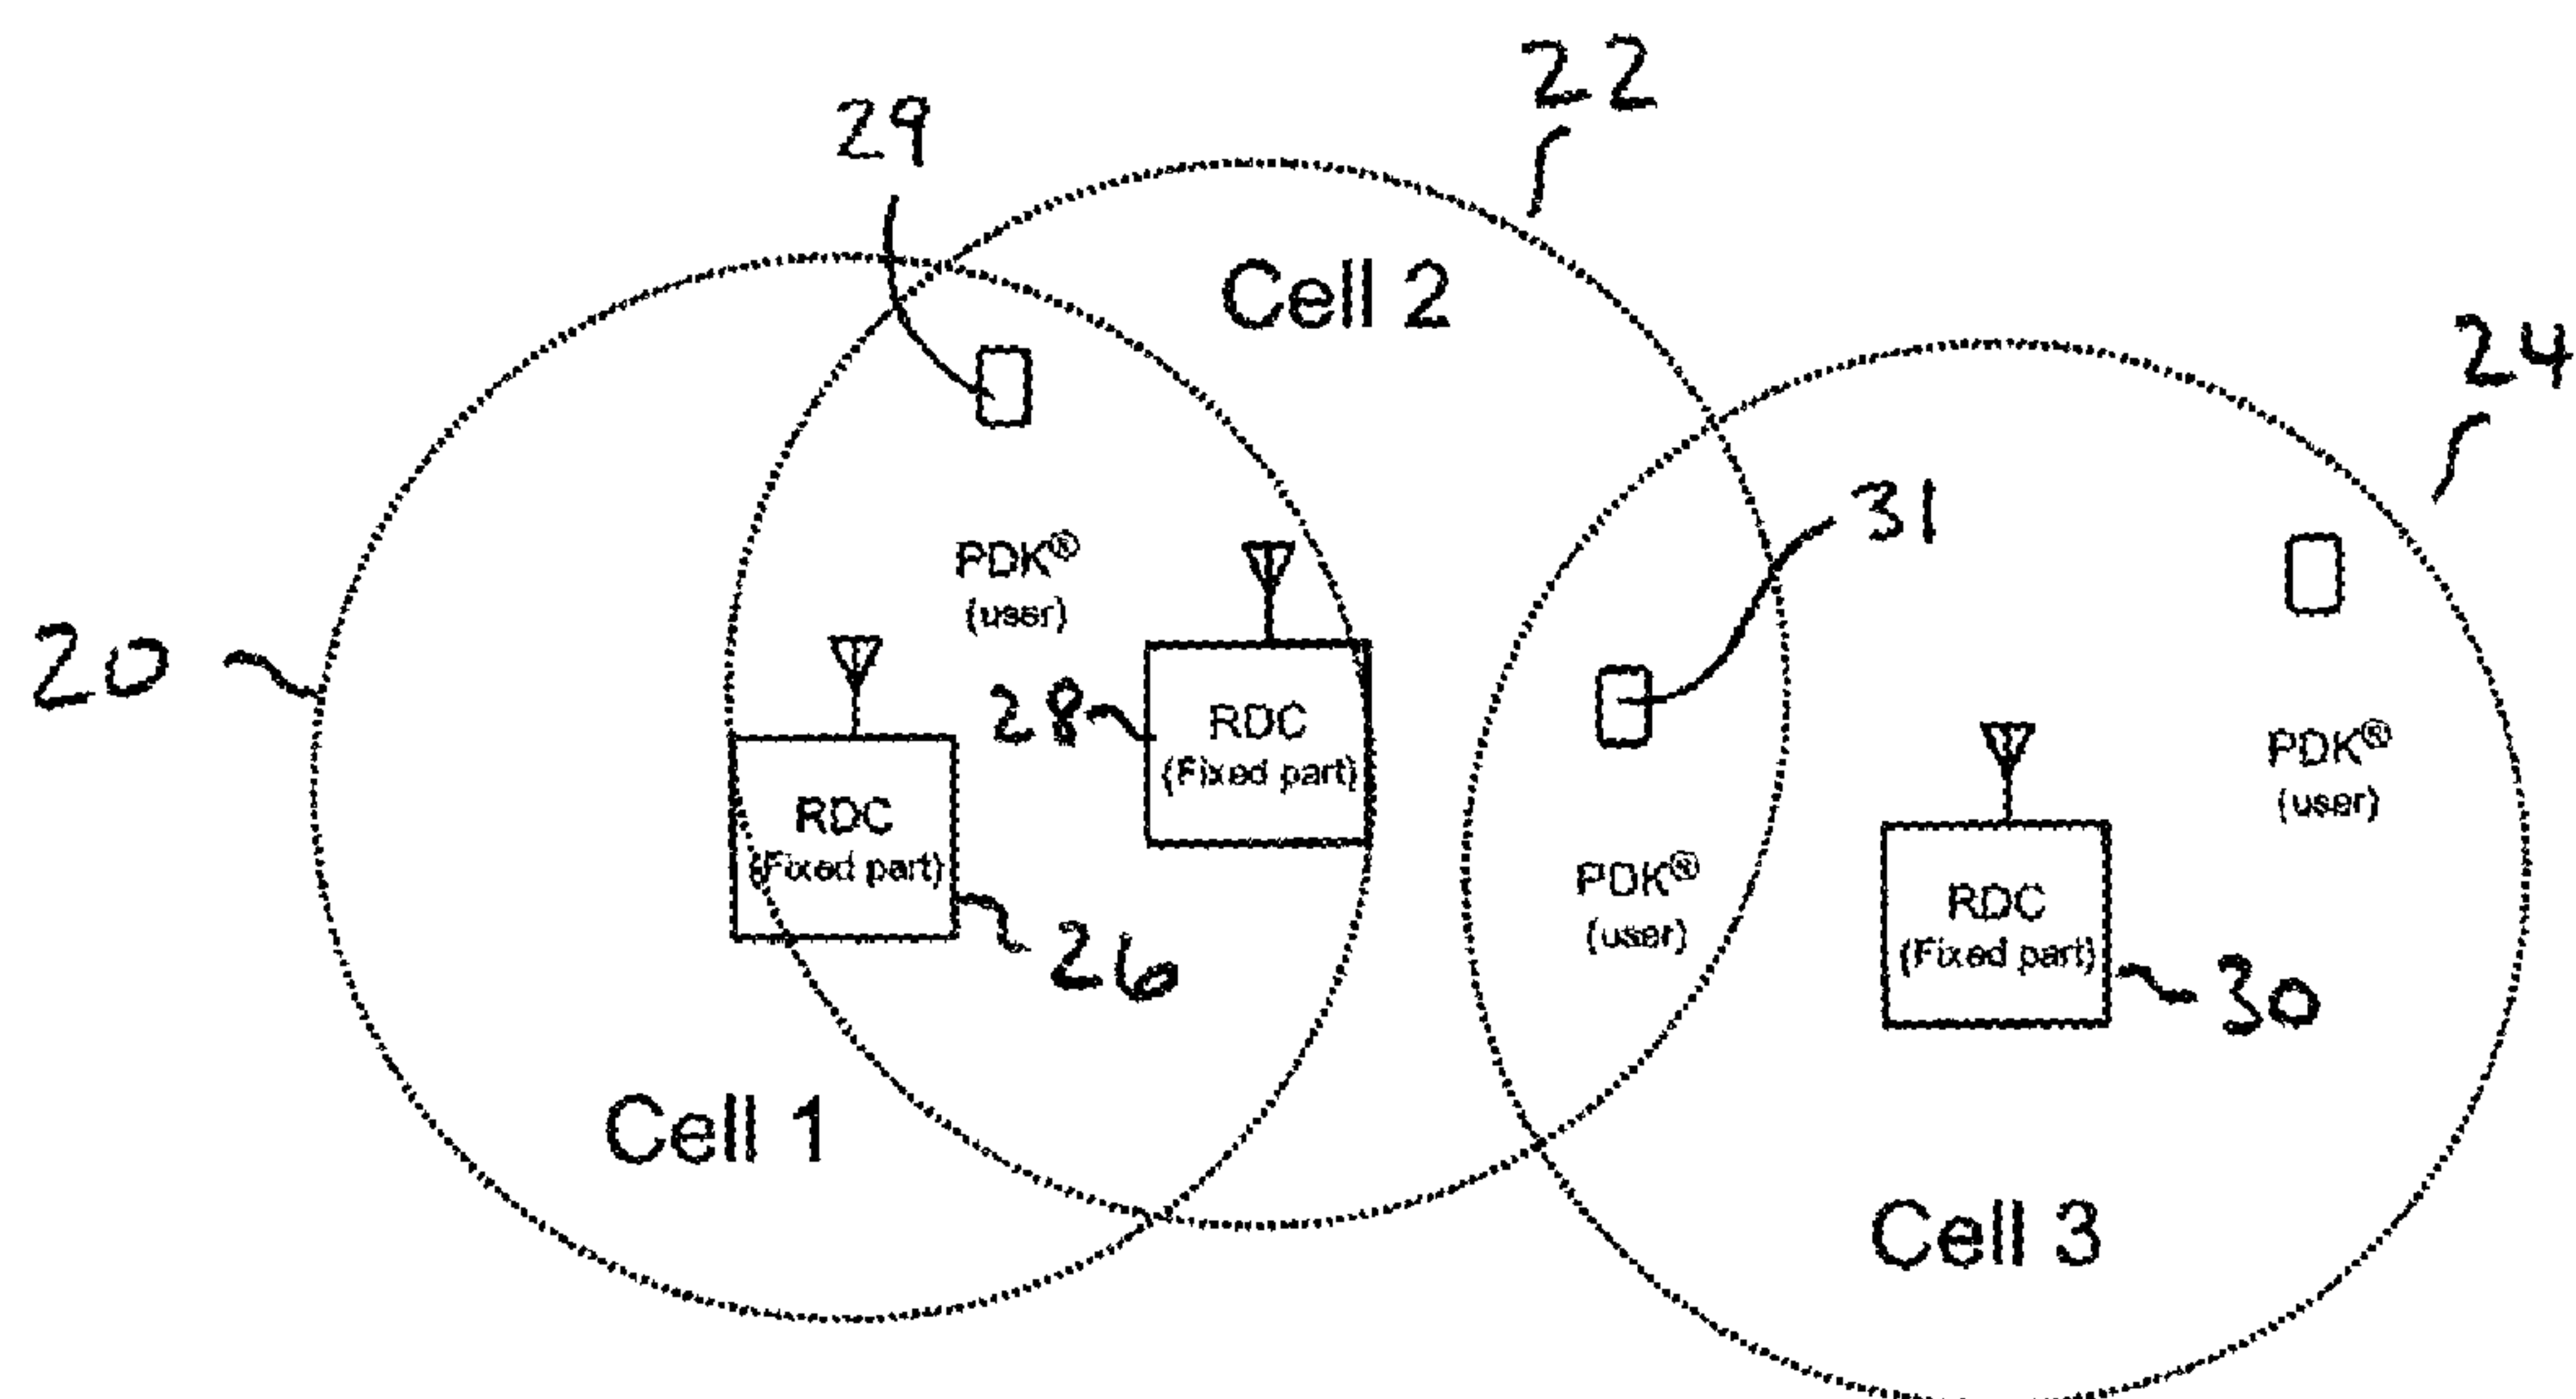 22
29
Cell 2
24
31
PDK®
(user)
20
28
RDC
(Fixed part)
PDK®
(user)
RDC
(Fixed part)
26
PDK®
(user)
RDC
(Fixed part)
30
Cell 1
Cell 3